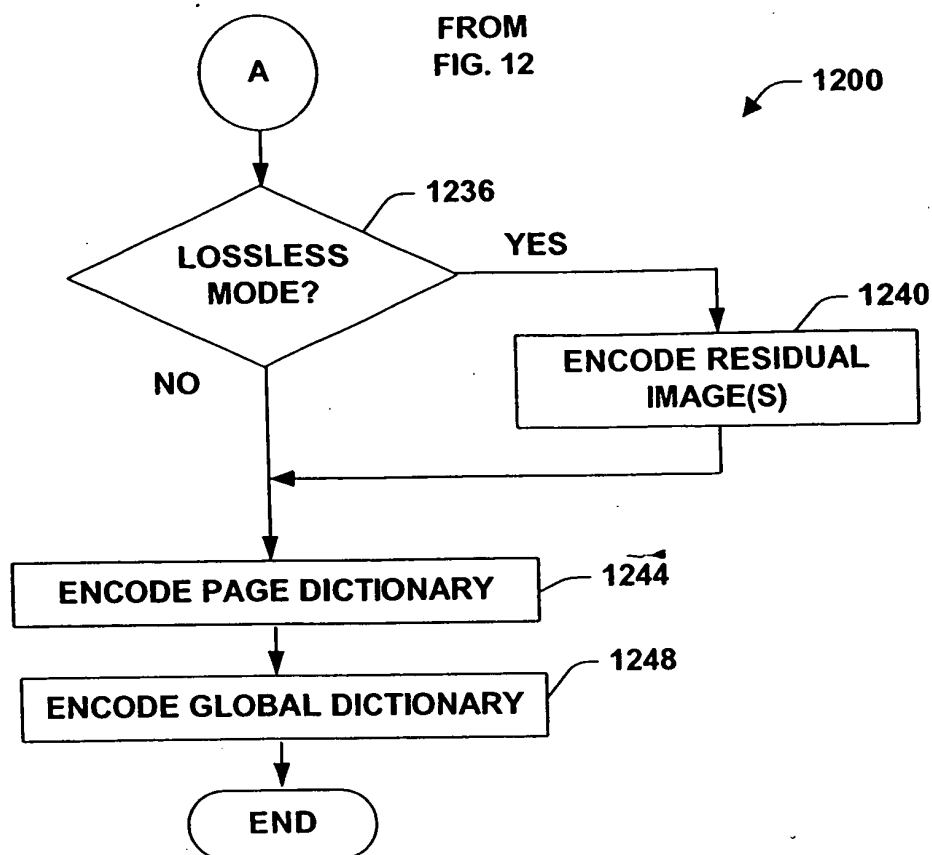 FROM
FIG. 12
A
1200
1236
LOSSLESS
MODE?
YES
1240
ENCODE RESIDUAL
IMAGE(S)
NO
ENCODE PAGE DICTIONARY
1244
ENCODE GLOBAL DICTIONARY
1248
END